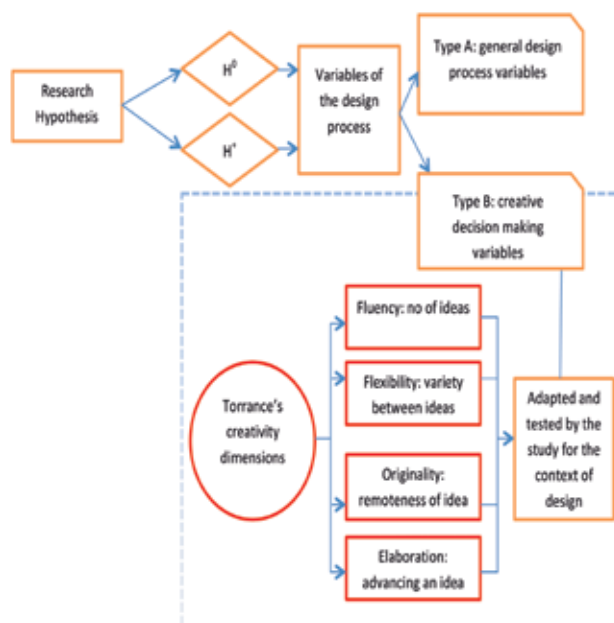 Research
Hypothesis
H⁰
H⁺
Variables of
the design
process
Type A: general design
process variables
Type B: creative
decision making
variables
Torrance's
creativity
dimensions
Fluency: no of ideas
Flexibility: variety
between ideas
Originality:
remoteness of idea
Elaboration:
advancing an idea
Adapted and
tested by the
study for the
context of
design